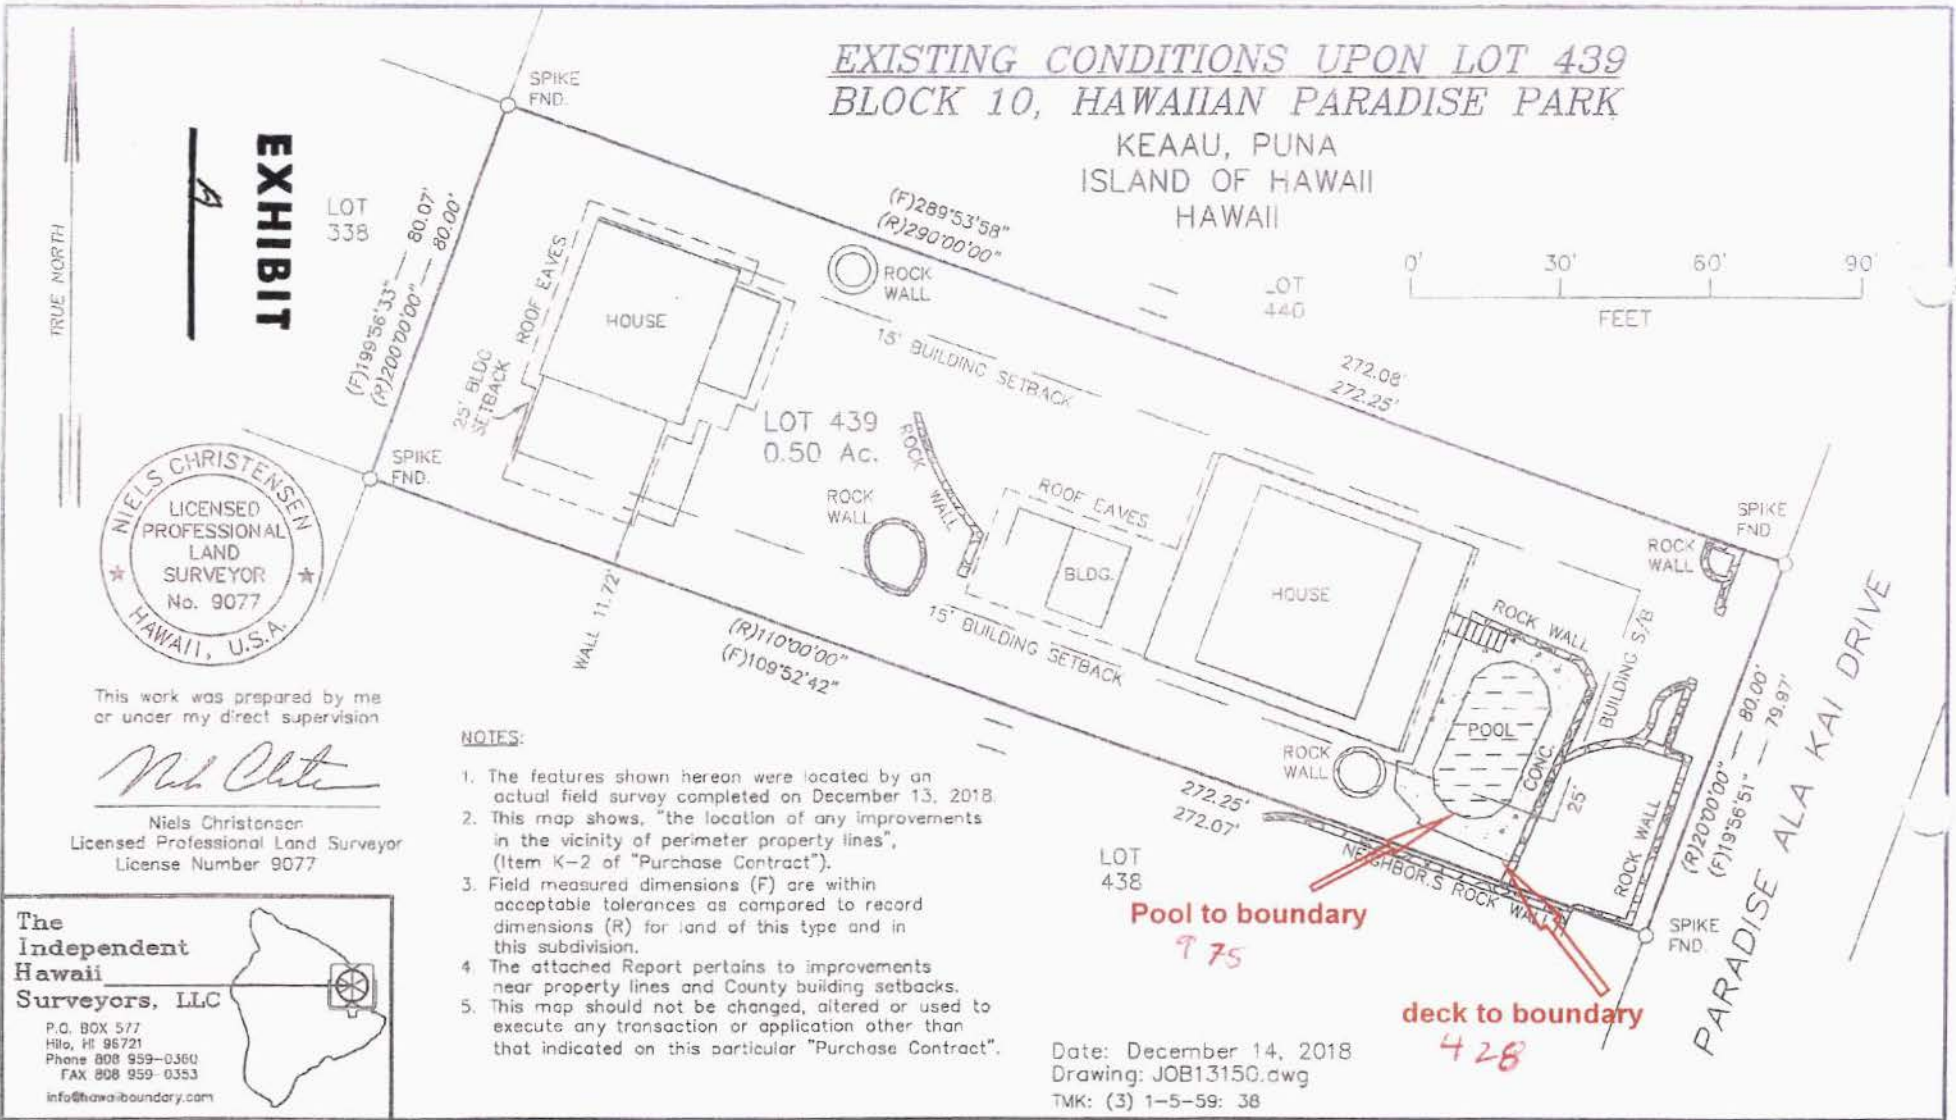 EXISTING CONDITIONS UPON LOT 439
BLOCK 10, HAWAIIAN PARADISE PARK
KEAAU, PUNA
ISLAND OF HAWAII
HAWAII
TRUE NORTH
EXHIBIT
A
LOT
338
SPIKE
FND.
(F)199°56'33" — 80.07'
(R)200°00'00" — 80.00'
(F)289°53'58"
(R)290°00'00"
ROCK
WALL
LOT
440
0' 30' 60' 90'
FEET
ROOF EAVES
HOUSE
25' BLDG
SETBACK
15' BUILDING SETBACK
272.08'
272.25'
LOT 439
0.50 Ac.
ROCK WALL
ROCK
WALL
SPIKE
FND.
ROOF EAVES
BLDG.
HOUSE
SPIKE
FND
ROCK
WALL
NIELS CHRISTENSEN
LICENSED
PROFESSIONAL
LAND
SURVEYOR
No. 9077
HAWAII, U.S.A.
WALL 11.72'
(R)110°00'00"
(F)109°52'42"
15' BUILDING SETBACK
ROCK WALL
BUILDING S/B
POOL
CONC.
25'
ROCK
WALL
ROCK WALL
(R)20°00'00" — 80.00'
(F)19°56'51" — 79.97'
PARADISE ALA KAI DRIVE
272.25'
272.07'
LOT
438
NEIGHBOR.S ROCK WALL
SPIKE
FND.
Pool to boundary
9 75
deck to boundary
4 28
This work was prepared by me
or under my direct supervision
Niels Christensen
Licensed Professional Land Surveyor
License Number 9077
NOTES:
1. The features shown hereon were located by an
actual field survey completed on December 13, 2018.
2. This map shows, "the location of any improvements
in the vicinity of perimeter property lines",
(Item K-2 of "Purchase Contract").
3. Field measured dimensions (F) are within
acceptable tolerances as compared to record
dimensions (R) for land of this type and in
this subdivision.
4. The attached Report pertains to improvements
near property lines and County building setbacks.
5. This map should not be changed, altered or used to
execute any transaction or application other than
that indicated on this particular "Purchase Contract".
The
Independent
Hawaii
Surveyors, LLC
P.O. BOX 577
Hilo, HI 96721
Phone 808 959-0360
FAX 808 959-0353
info@hawaiiboundary.com
Date: December 14, 2018
Drawing: JOB13150.dwg
TMK: (3) 1-5-59: 38